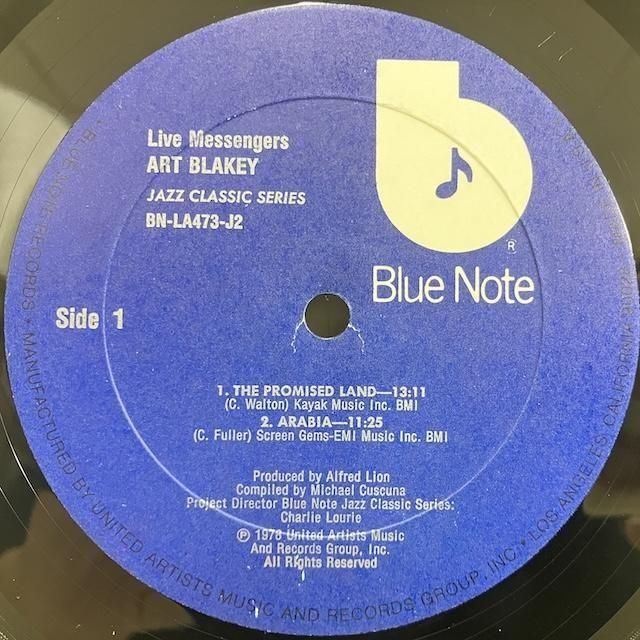 Live Messengers
ART BLAKEY
JAZZ CLASSIC SERIES
BN-LA473-J2
®
Blue Note
Side 1
1. THE PROMISED LAND—13:11
(C. Walton) Kayak Music Inc. BMI
2. ARABIA—11:25
(C. Fuller) Screen Gems-EMI Music Inc. BMI
Produced by Alfred Lion
Compiled by Michael Cuscuna
Project Director Blue Note Jazz Classic Series:
Charlie Lourie
℗ 1978 United Artists Music
And Records Group, Inc.
All Rights Reserved
BLUE NOTE RECORDS • MANUFACTURED BY UNITED ARTISTS MUSIC AND RECORDS GROUP, INC. • LOS ANGELES, CALIFORNIA